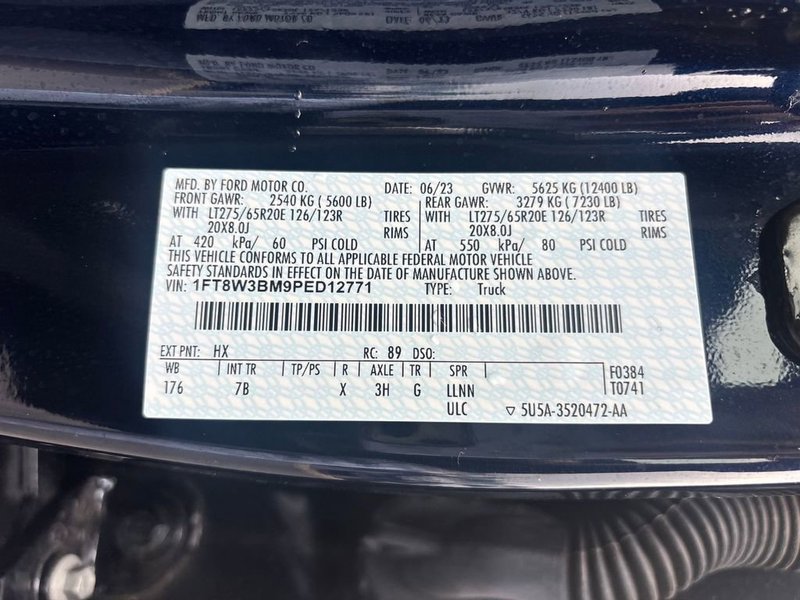 MFD. BY FORD MOTOR CO. DATE: 06/23 GVWR: 5625 KG (12400 LB)
FRONT GAWR: 2540 KG ( 5600 LB) REAR GAWR: 3279 KG ( 7230 LB)
WITH LT275/65R20E 126/123R TIRES WITH LT275/65R20E 126/123R TIRES
20X8.0J RIMS 20X8.0J RIMS
AT 420 kPa/ 60 PSI COLD AT 550 kPa/ 80 PSI COLD
THIS VEHICLE CONFORMS TO ALL APPLICABLE FEDERAL MOTOR VEHICLE
SAFETY STANDARDS IN EFFECT ON THE DATE OF MANUFACTURE SHOWN ABOVE.
VIN: 1FT8W3BM9PED12771 TYPE: Truck
EXT PNT: HX RC: 89 DSO:
WB INT TR TP/PS R AXLE TR SPR F0384
176 7B X 3H G LLNN T0741
ULC ▽ 5U5A-3520472-AA